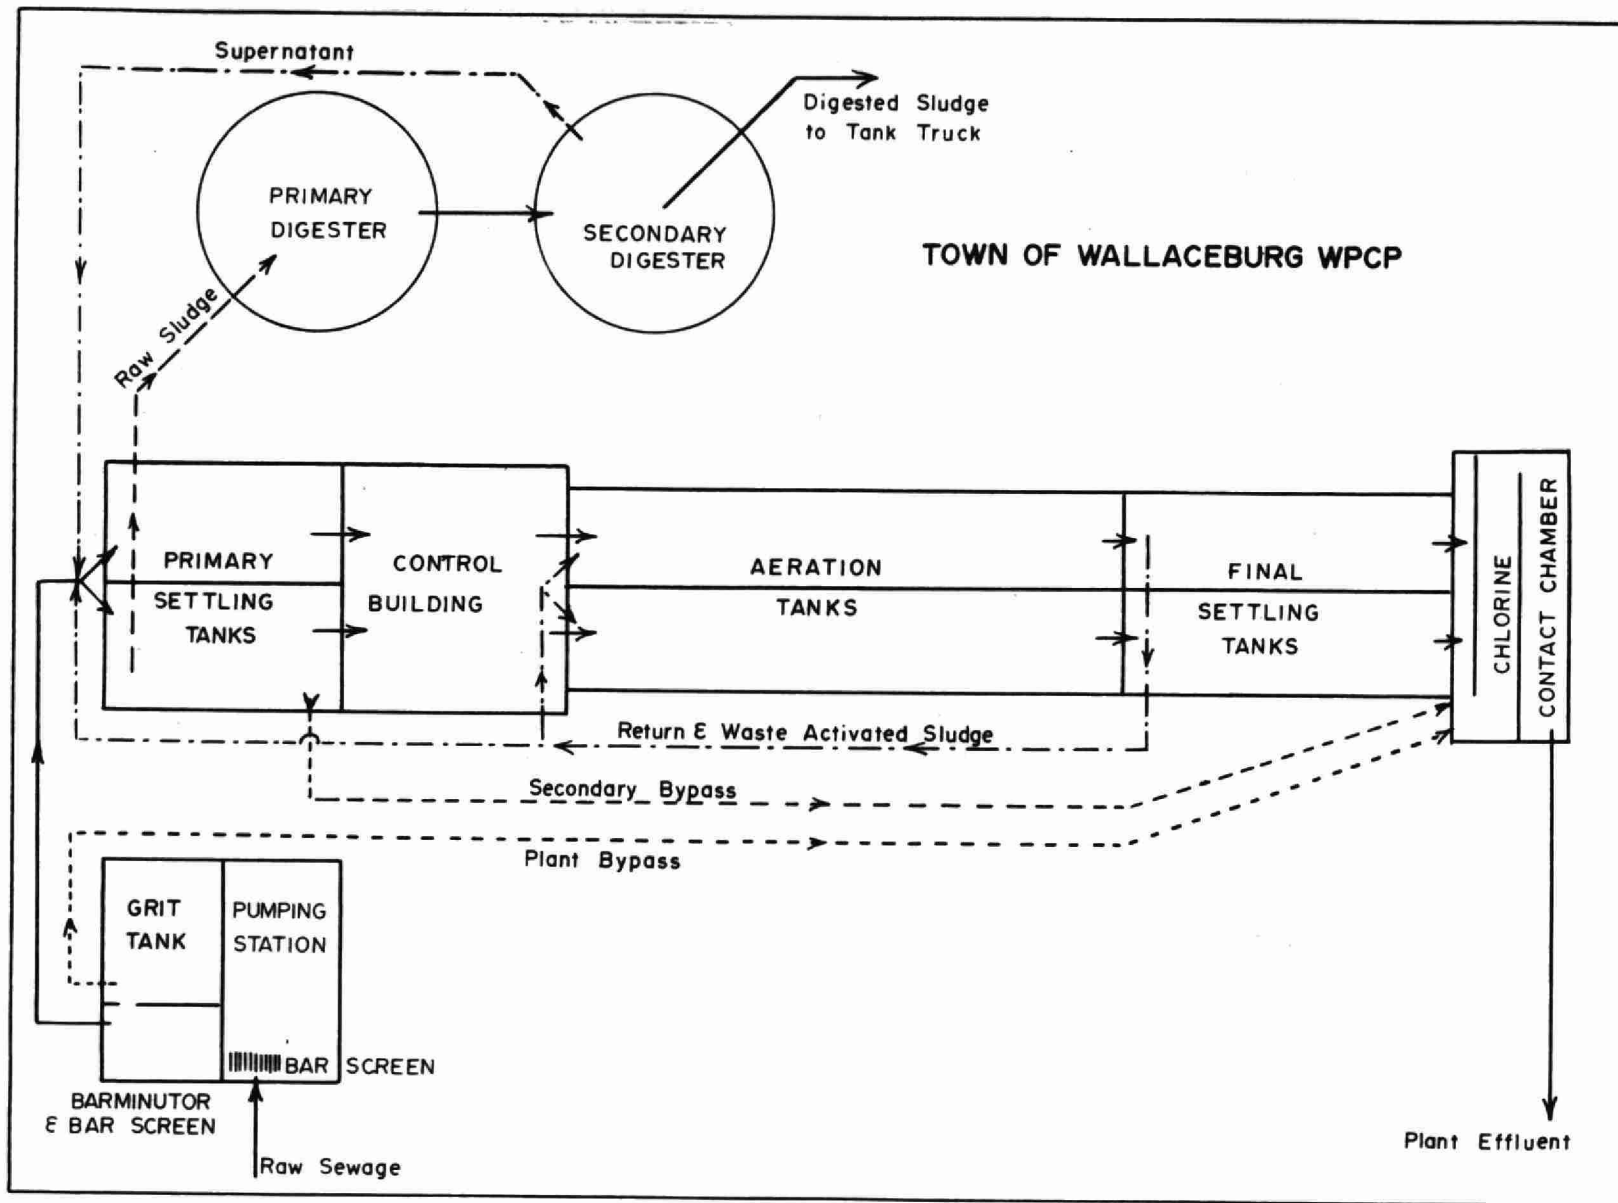 Supernatant
Digested Sludge
to Tank Truck
PRIMARY
DIGESTER
SECONDARY
DIGESTER
TOWN OF WALLACEBURG WPCP
Raw Sludge
PRIMARY
SETTLING
TANKS
CONTROL
BUILDING
AERATION
TANKS
FINAL
SETTLING
TANKS
CHLORINE
CONTACT CHAMBER
Return & Waste Activated Sludge
Secondary Bypass
Plant Bypass
GRIT
TANK
PUMPING
STATION
BAR SCREEN
BARMINUTOR
& BAR SCREEN
Raw Sewage
Plant Effluent